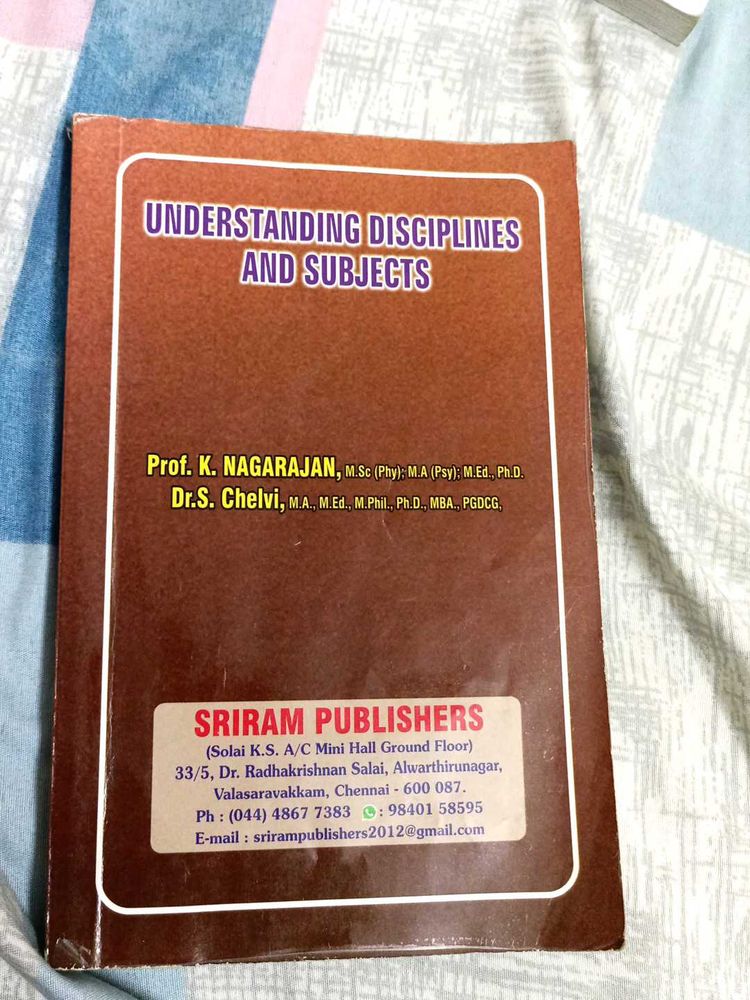 UNDERSTANDING DISCIPLINES
AND SUBJECTS
Prof. K. NAGARAJAN, M.Sc (Phy); M.A (Psy); M.Ed., Ph.D.
Dr.S. Chelvi, M.A., M.Ed., M.Phil., Ph.D., MBA., PGDCG,
SRIRAM PUBLISHERS
(Solai K.S. A/C Mini Hall Ground Floor)
33/5, Dr. Radhakrishnan Salai, Alwarthirunagar,
Valasaravakkam, Chennai - 600 087.
Ph : (044) 4867 7383 : 98401 58595
E-mail : srirampublishers2012@gmail.com